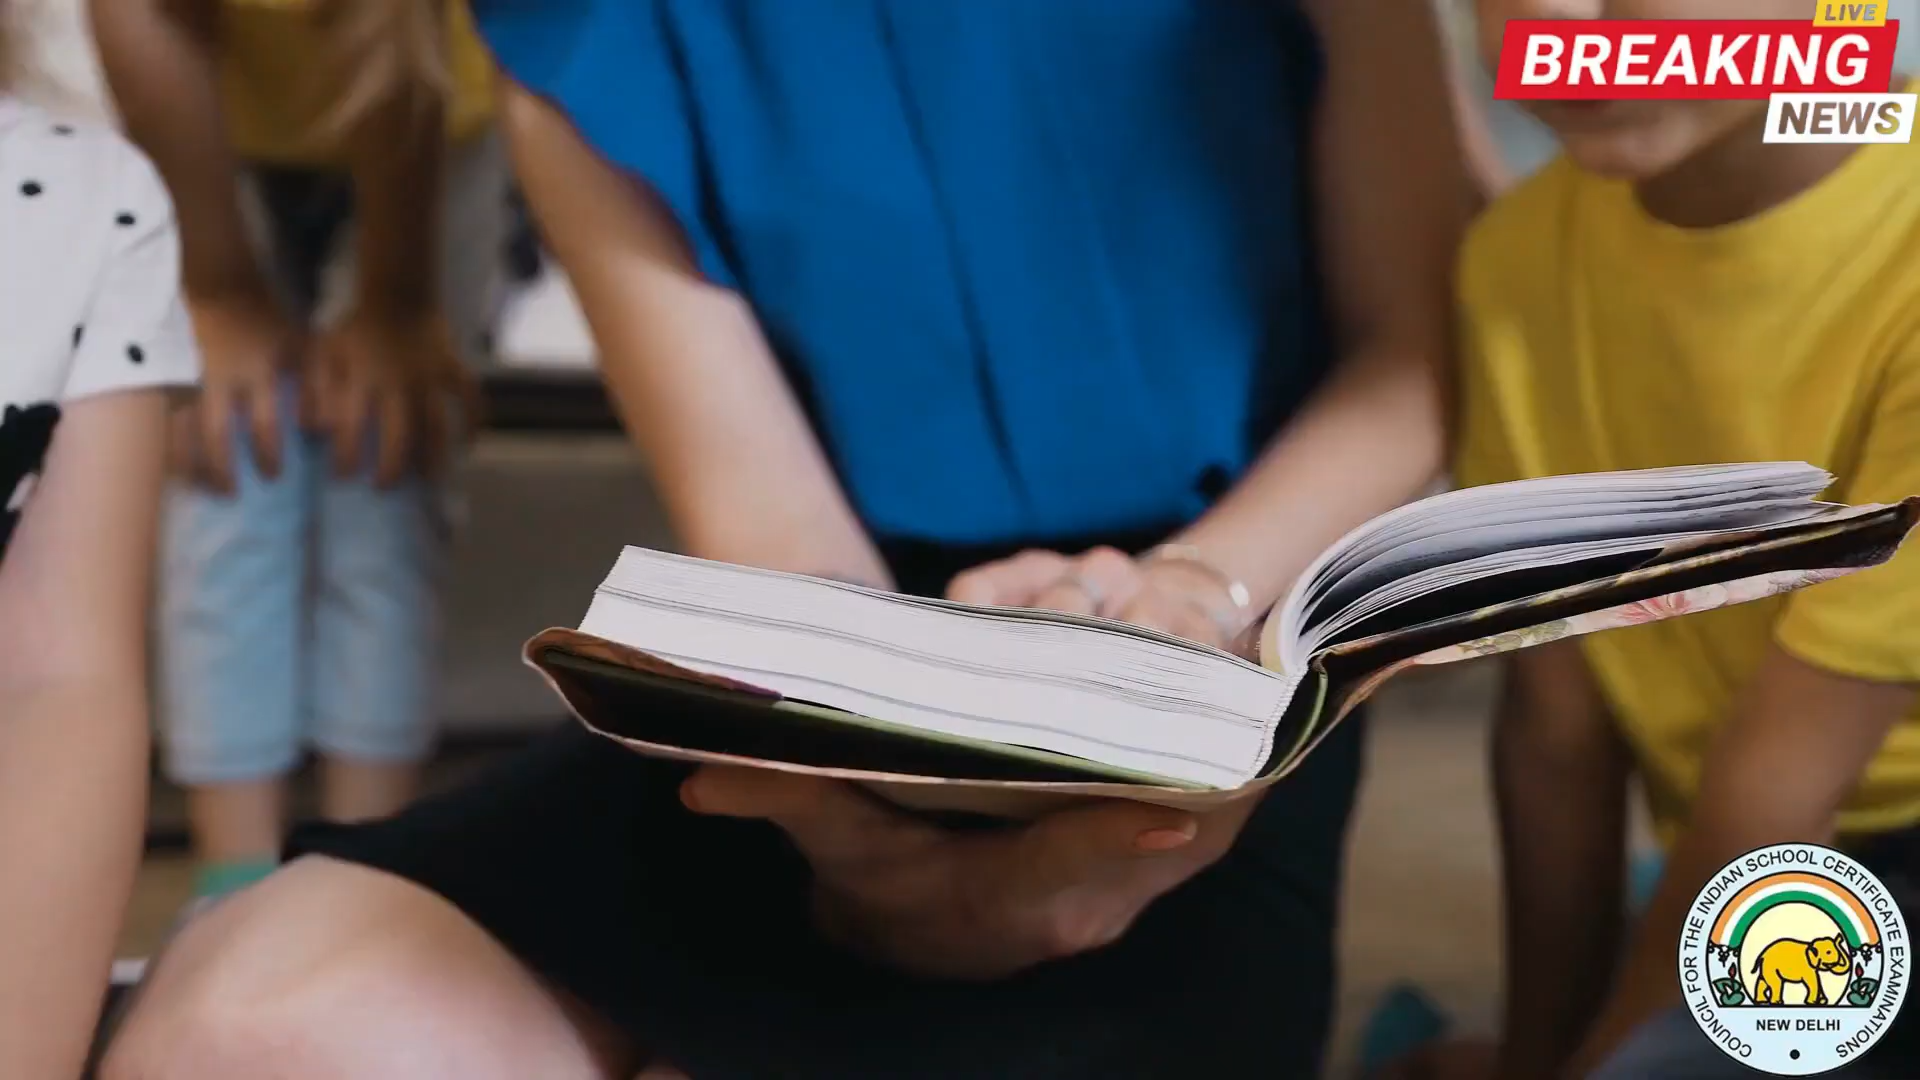 LIVE
BREAKING
NEWS
COUNCIL FOR THE INDIAN SCHOOL CERTIFICATE EXAMINATIONS
NEW DELHI